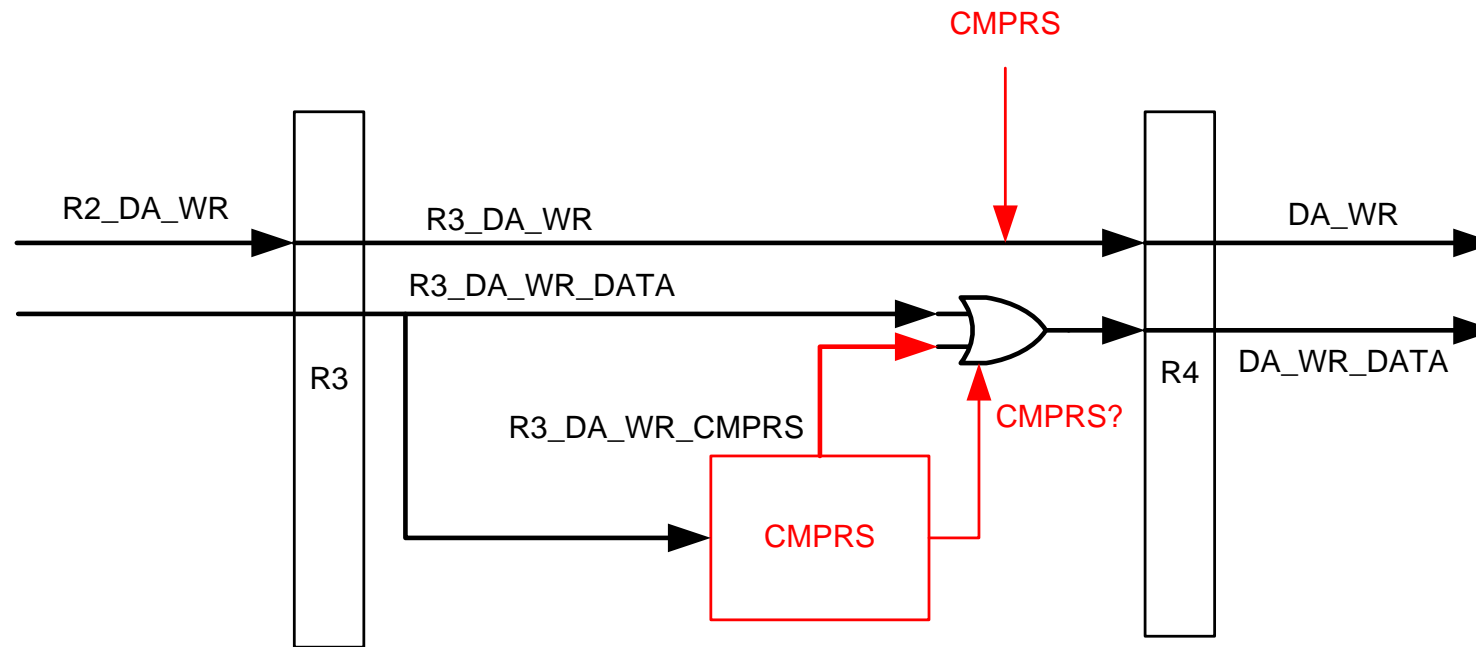 CMPRS
R2_DA_WR
R3_DA_WR
DA_WR
R3_DA_WR_DATA
R3
R4
DA_WR_DATA
R3_DA_WR_CMPRS
CMPRS?
CMPRS